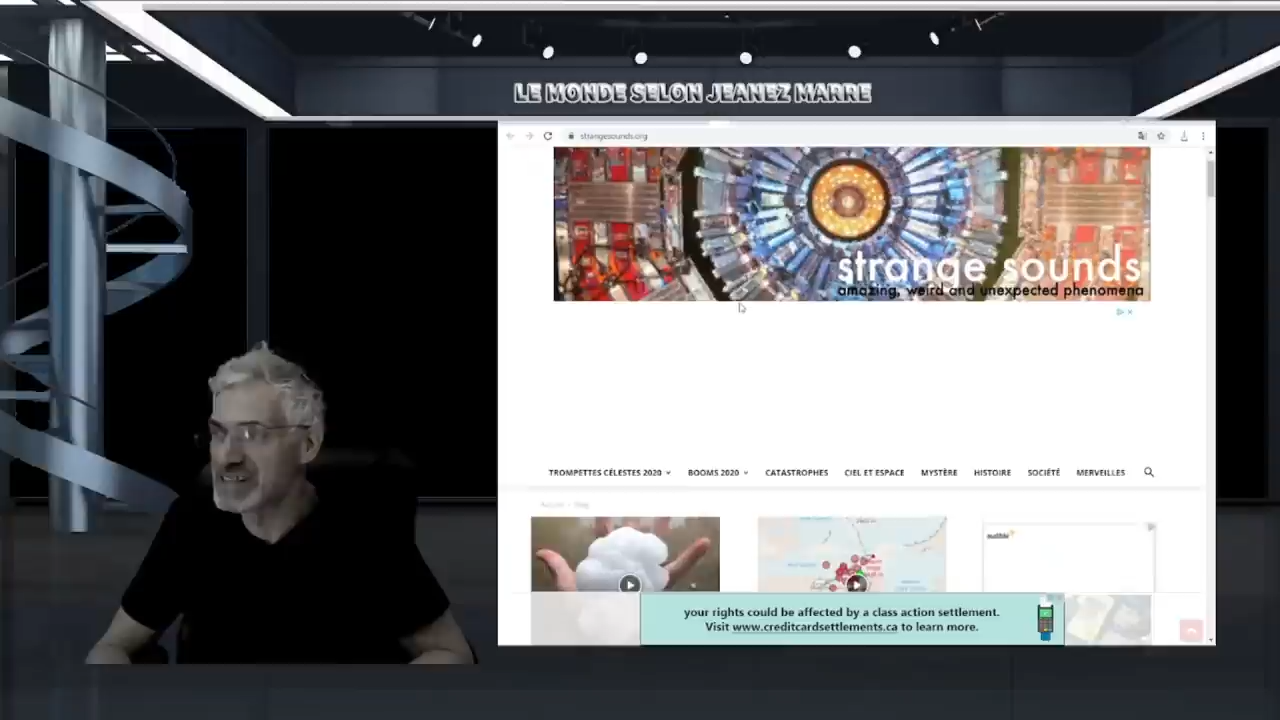 LE MONDE SELON JEANEZ MARRE
strangesounds.org
strange sounds
amazing, weird and unexpected phenomena
TROMPETTES CÉLESTES 2020 BOOMS 2020 CATASTROPHES CIEL ET ESPACE MYSTÈRE HISTOIRE SOCIÉTÉ MERVEILLES
audible
your rights could be affected by a class action settlement.
Visit www.creditcardsettlements.ca to learn more.